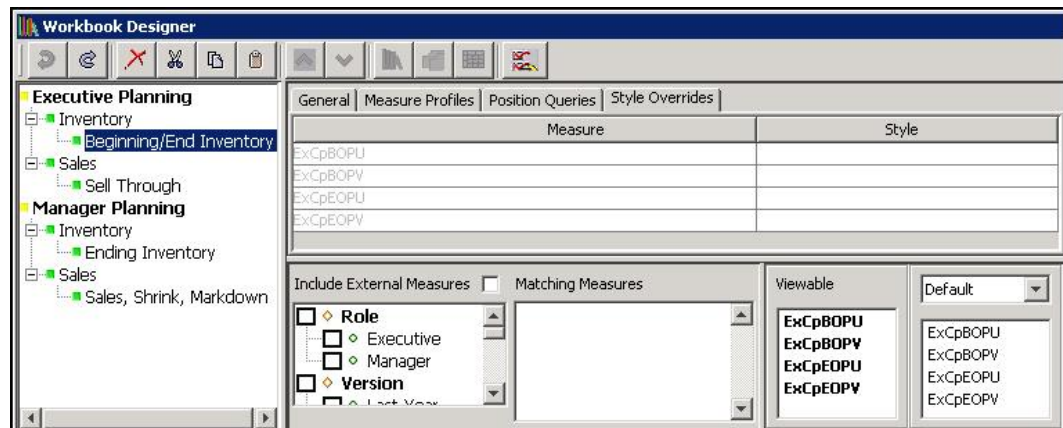 Workbook Designer
Executive Planning
Inventory
Beginning/End Inventory
Sales
Sell Through
Manager Planning
Inventory
Ending Inventory
Sales
Sales, Shrink, Markdown
General
Measure Profiles
Position Queries
Style Overrides
Measure
Style
ExCpBOPU
ExCpBOPV
ExCpEOPU
ExCpEOPV
Include External Measures
Role
Executive
Manager
Version
Last Year
Matching Measures
Viewable
ExCpBOPU
ExCpBOPV
ExCpEOPU
ExCpEOPV
Default
ExCpBOPU
ExCpBOPV
ExCpEOPU
ExCpEOPV